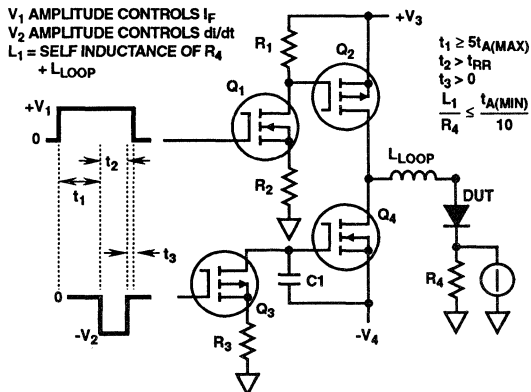 V1 AMPLITUDE CONTROLS IF
V2 AMPLITUDE CONTROLS di/dt
L1 = SELF INDUCTANCE OF R4
+ LLOOP
+V3
t1 ≥ 5tA(MAX)
t2 > tRR
t3 > 0
L1/R4 ≤ tA(MIN)/10
R1
Q2
Q1
+V1
0
t2
t1
t3
R2
LLOOP
DUT
Q4
0
-V2
C1
R4
Q3
R3
-V4